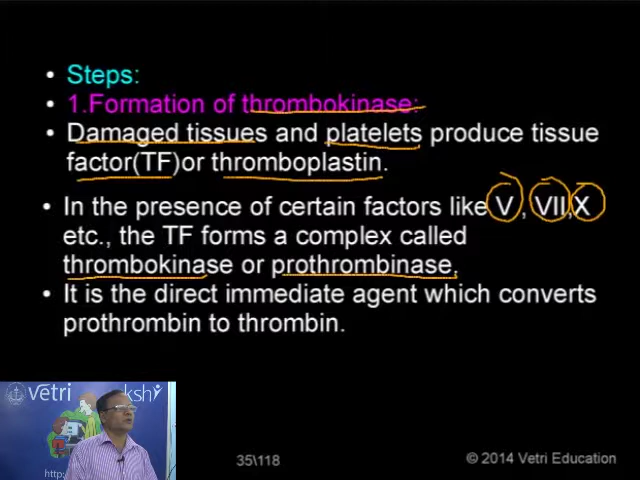 • Steps:
• 1.Formation of thrombokinase:
• Damaged tissues and platelets produce tissue
factor(TF)or thromboplastin.
• In the presence of certain factors like V, VII,X
etc., the TF forms a complex called
thrombokinase or prothrombinase,
• It is the direct immediate agent which converts
prothrombin to thrombin.
vetri
kshi
http:
35\118
© 2014 Vetri Education